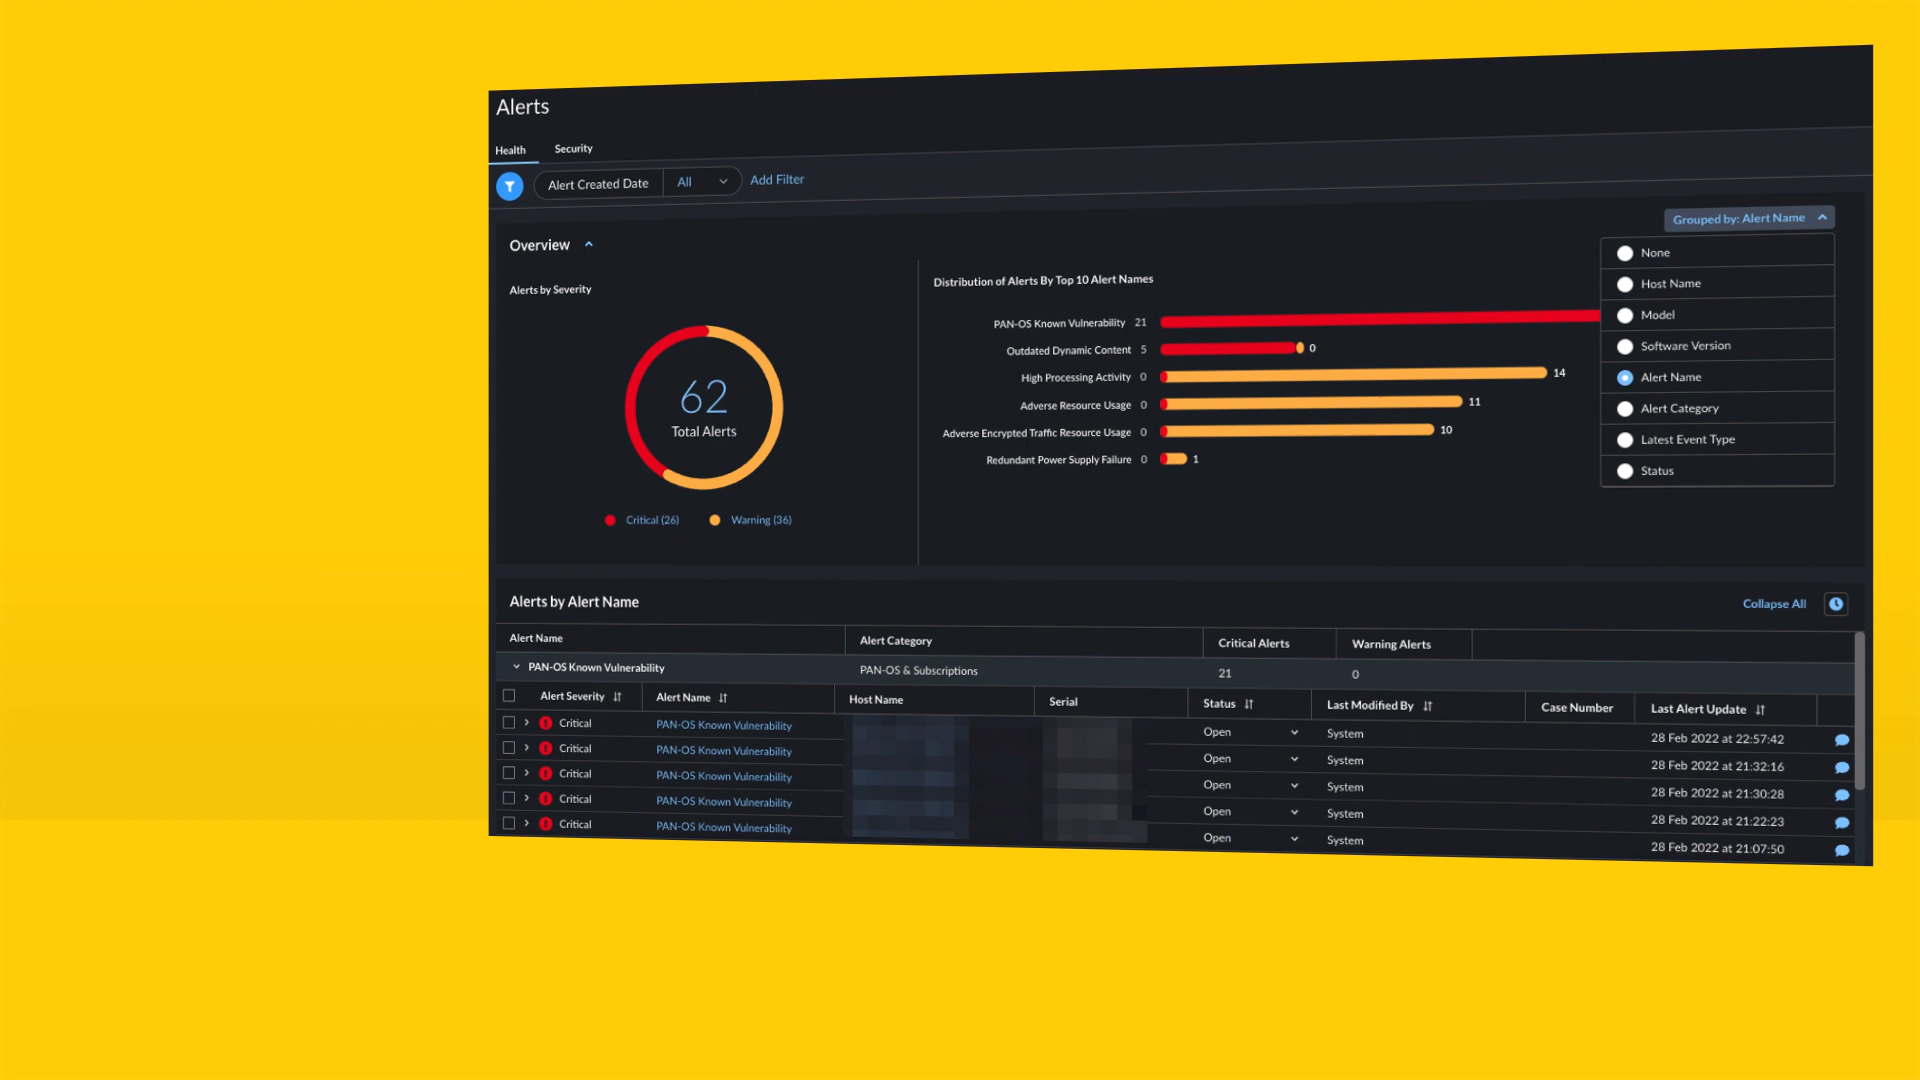 Alerts
Health Security
Alert Created Date All Add Filter
Grouped by: Alert Name
None
Host Name
Model
Software Version
Alert Name
Alert Category
Latest Event Type
Status
Overview
Alerts by Severity
62
Total Alerts
Critical (26) Warning (36)
Distribution of Alerts By Top 10 Alert Names
PAN-OS Known Vulnerability 21
Outdated Dynamic Content 5 0
High Processing Activity 0 14
Adverse Resource Usage 0 11
Adverse Encrypted Traffic Resource Usage 0 10
Redundant Power Supply Failure 0 1
Alerts by Alert Name Collapse All
Alert Name Alert Category Critical Alerts Warning Alerts
PAN-OS Known Vulnerability PAN-OS & Subscriptions 21 0
Alert Severity Alert Name Host Name Serial Status Last Modified By Case Number Last Alert Update
Critical PAN-OS Known Vulnerability Open System 28 Feb 2022 at 22:57:42
Critical PAN-OS Known Vulnerability Open System 28 Feb 2022 at 21:32:16
Critical PAN-OS Known Vulnerability Open System 28 Feb 2022 at 21:30:28
Critical PAN-OS Known Vulnerability Open System 28 Feb 2022 at 21:22:23
Critical PAN-OS Known Vulnerability Open System 28 Feb 2022 at 21:07:50